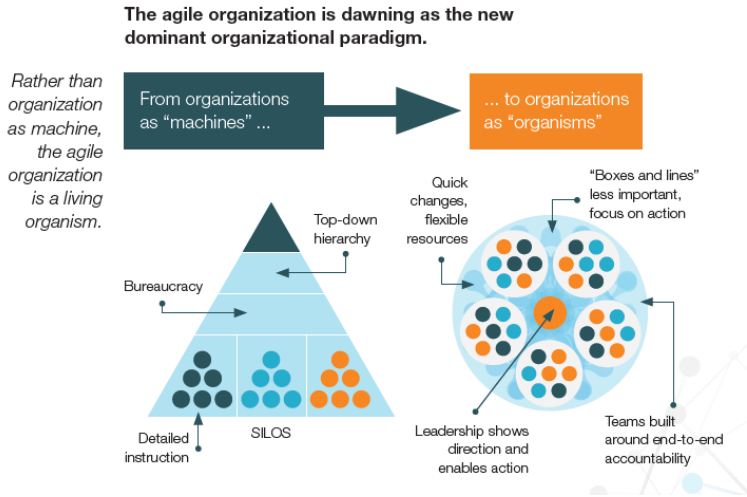 The agile organization is dawning as the new
dominant organizational paradigm.
Rather than
organization
as machine,
the agile
organization
is a living
organism.
From organizations
as “machines” ...
... to organizations
as “organisms”
Top-down
hierarchy
Bureaucracy
Detailed
instruction
SILOS
Quick
changes,
flexible
resources
“Boxes and lines”
less important,
focus on action
Leadership shows
direction and
enables action
Teams built
around end-to-end
accountability